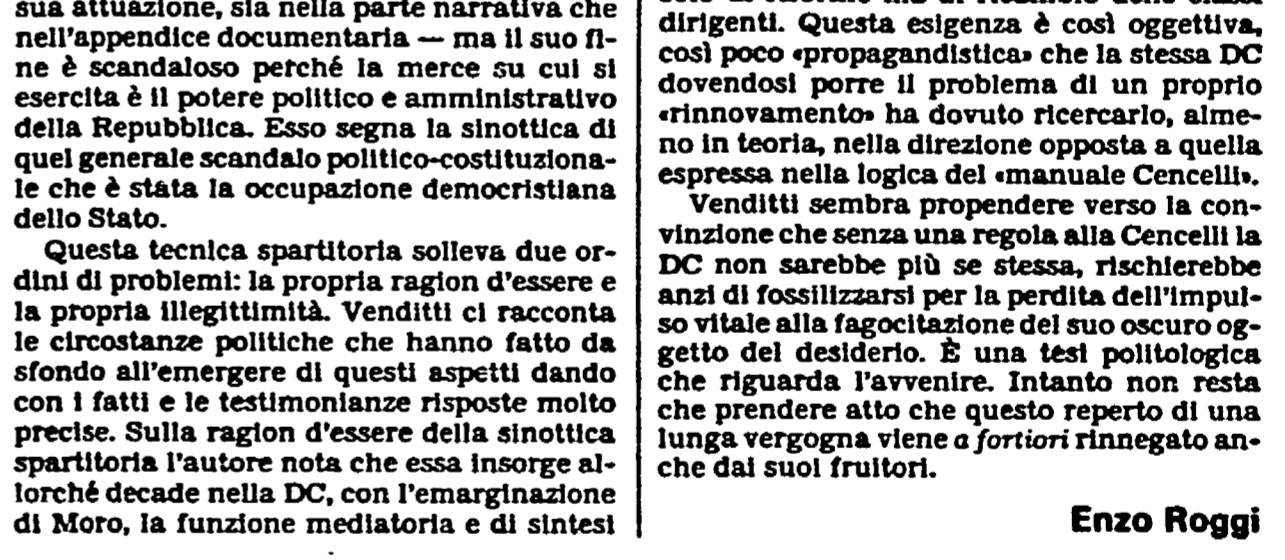 sua attuazione, sia nella parte narrativa che
nell'appendice documentaria — ma il suo fi-
ne è scandaloso perché la merce su cui si
esercita è il potere politico e amministrativo
della Repubblica. Esso segna la sinottica di
quel generale scandalo politico-costituziona-
le che è stata la occupazione democristiana
dello Stato.
Questa tecnica spartitoria solleva due or-
dini di problemi: la propria ragion d'essere e
la propria illegittimità. Venditti ci racconta
le circostanze politiche che hanno fatto da
sfondo all'emergere di questi aspetti dando
con i fatti e le testimonianze risposte molto
precise. Sulla ragion d'essere della sinottica
spartitoria l'autore nota che essa insorge al-
lorché decade nella DC, con l'emarginazione
di Moro, la funzione mediatoria e di sintesi
dirigenti. Questa esigenza è così oggettiva,
così poco «propagandistica» che la stessa DC
dovendosi porre il problema di un proprio
«rinnovamento» ha dovuto ricercarlo, alme-
no in teoria, nella direzione opposta a quella
espressa nella logica del «manuale Cencelli».
Venditti sembra propendere verso la con-
vinzione che senza una regola alla Cencelli la
DC non sarebbe più se stessa, rischierebbe
anzi di fossilizzarsi per la perdita dell'impul-
so vitale alla fagocitazione del suo oscuro og-
getto del desiderio. È una tesi politologica
che riguarda l'avvenire. Intanto non resta
che prendere atto che questo reperto di una
lunga vergogna viene a fortiori rinnegato an-
che dai suoi fruitori.
Enzo Roggi